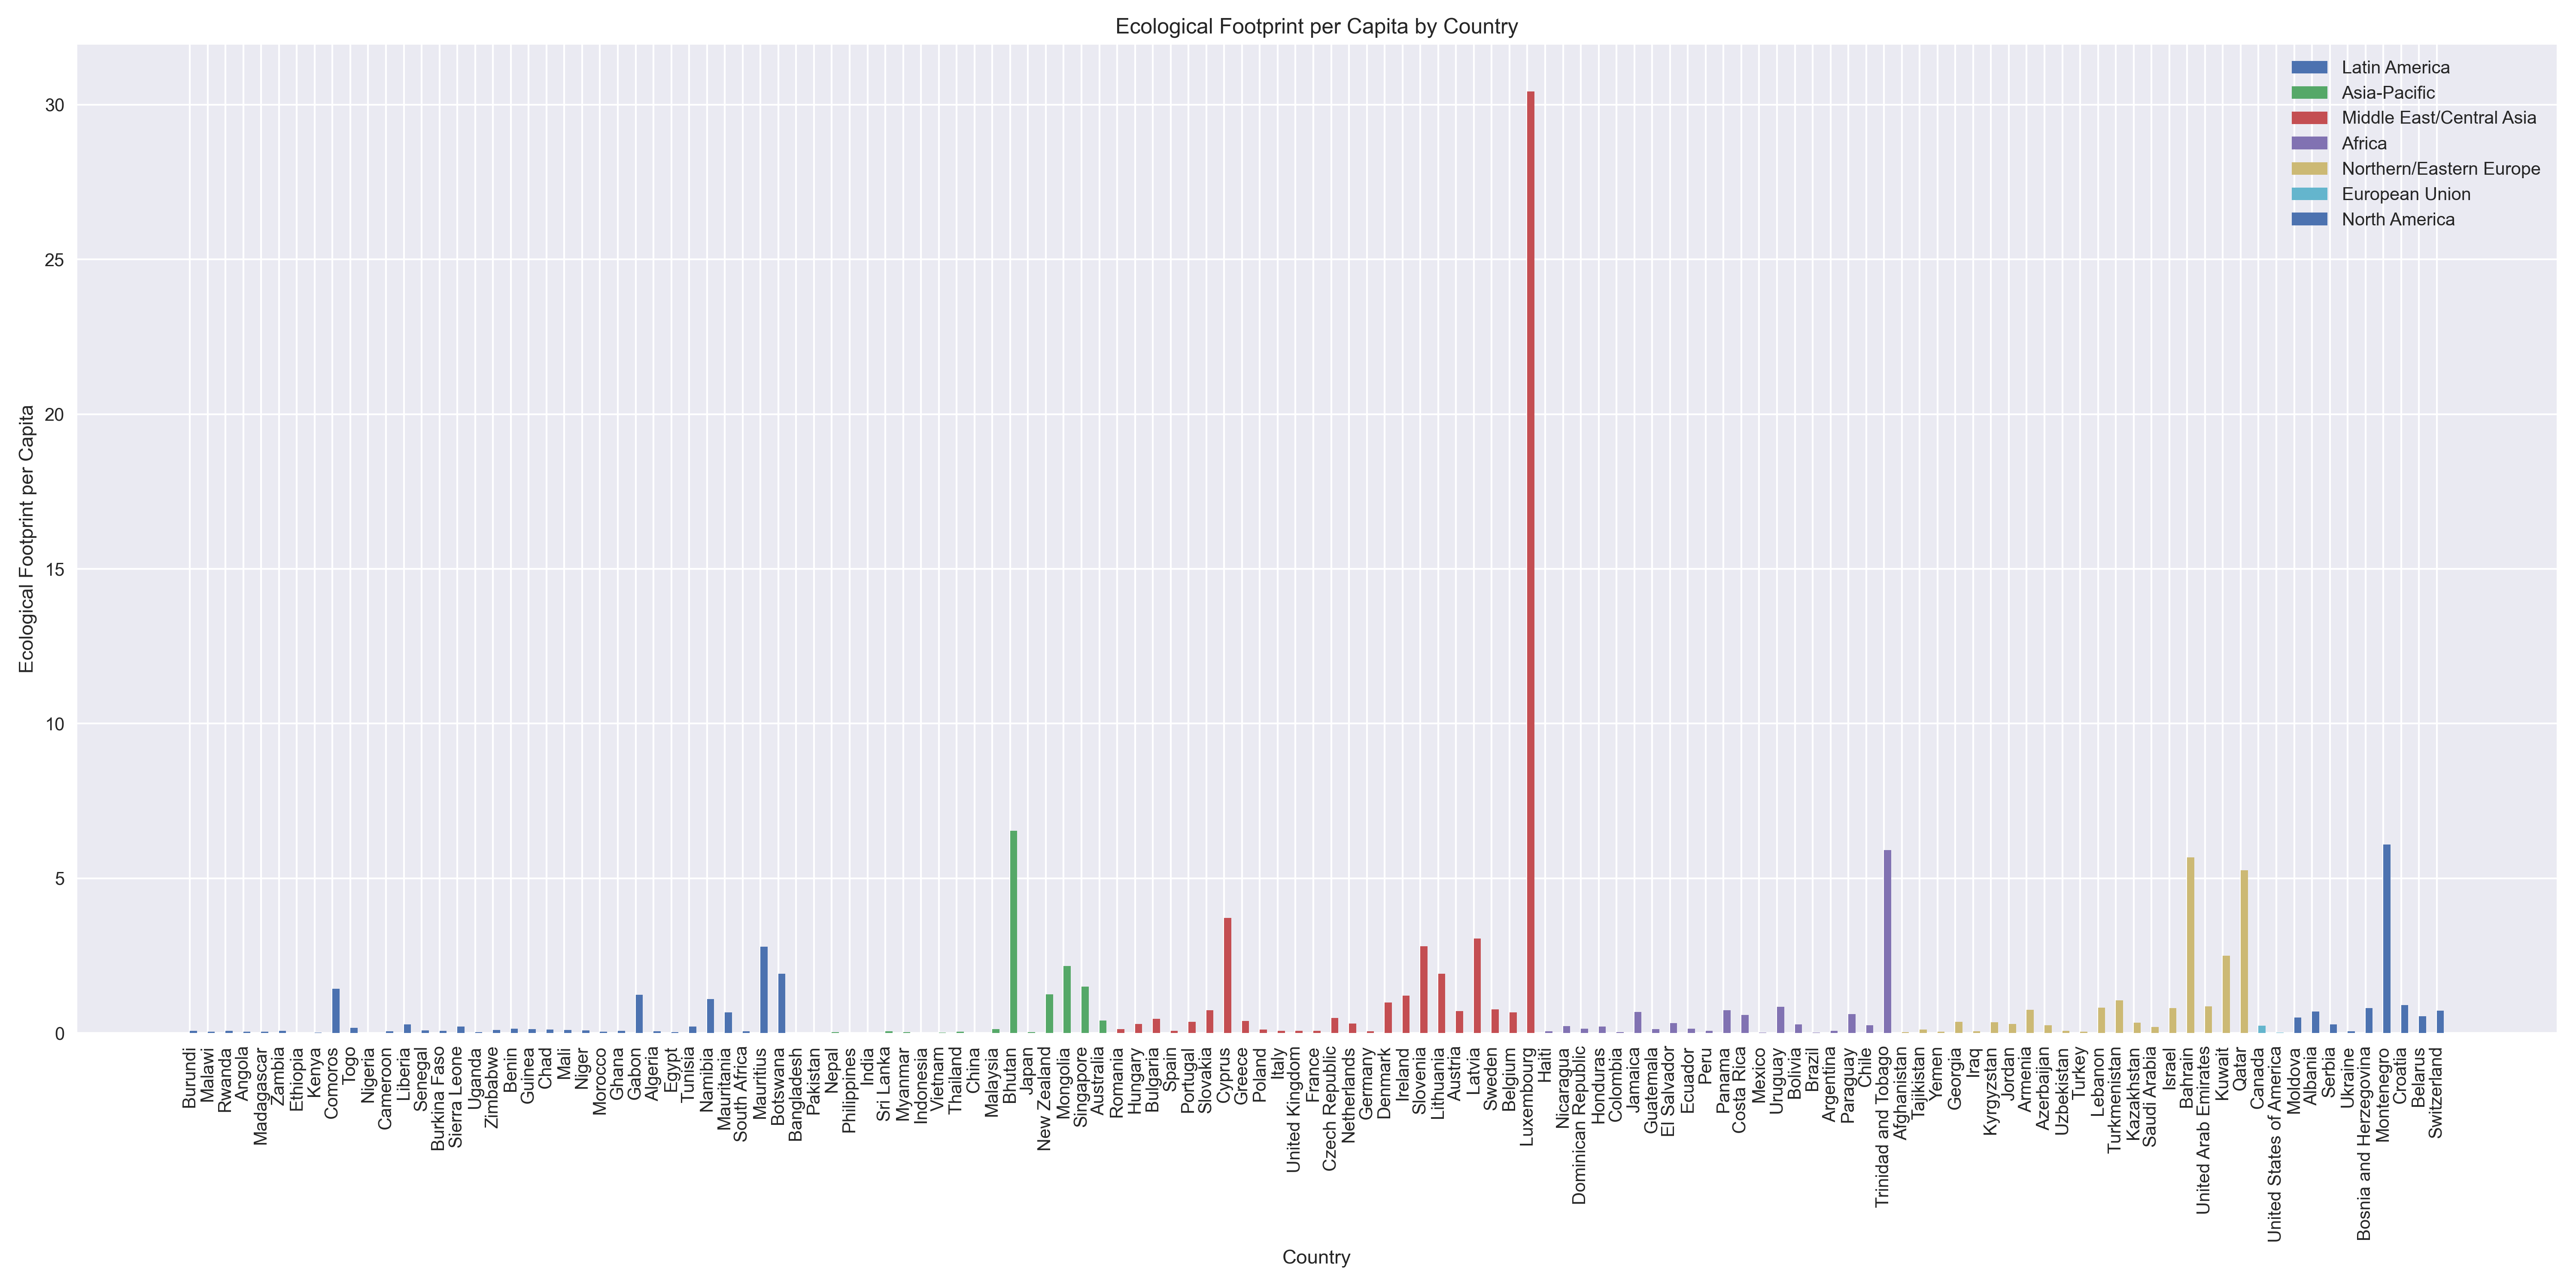 Ecological Footprint per Capita by Country
Latin America
Asia-Pacific
Middle East/Central Asia
Africa
Northern/Eastern Europe
European Union
North America
Ecological Footprint per Capita
30
25
20
15
10
5
0
Burundi
Malawi
Rwanda
Angola
Madagascar
Zambia
Ethiopia
Kenya
Comoros
Togo
Nigeria
Cameroon
Liberia
Senegal
Burkina Faso
Sierra Leone
Uganda
Zimbabwe
Benin
Guinea
Chad
Mali
Niger
Morocco
Ghana
Gabon
Algeria
Egypt
Tunisia
Namibia
Mauritania
South Africa
Mauritius
Botswana
Bangladesh
Pakistan
Nepal
Philippines
India
Sri Lanka
Myanmar
Indonesia
Vietnam
Thailand
China
Malaysia
Bhutan
Japan
New Zealand
Mongolia
Singapore
Australia
Romania
Hungary
Bulgaria
Spain
Portugal
Slovakia
Cyprus
Greece
Poland
Italy
United Kingdom
France
Czech Republic
Netherlands
Germany
Denmark
Ireland
Slovenia
Lithuania
Austria
Latvia
Sweden
Belgium
Luxembourg
Haiti
Nicaragua
Dominican Republic
Honduras
Colombia
Jamaica
Guatemala
El Salvador
Ecuador
Peru
Panama
Costa Rica
Mexico
Uruguay
Bolivia
Brazil
Argentina
Paraguay
Chile
Trinidad and Tobago
Afghanistan
Tajikistan
Yemen
Georgia
Iraq
Kyrgyzstan
Jordan
Armenia
Azerbaijan
Uzbekistan
Turkey
Lebanon
Turkmenistan
Kazakhstan
Saudi Arabia
Israel
Bahrain
United Arab Emirates
Kuwait
Qatar
Canada
United States of America
Moldova
Albania
Serbia
Ukraine
Bosnia and Herzegovina
Montenegro
Croatia
Belarus
Switzerland
Country